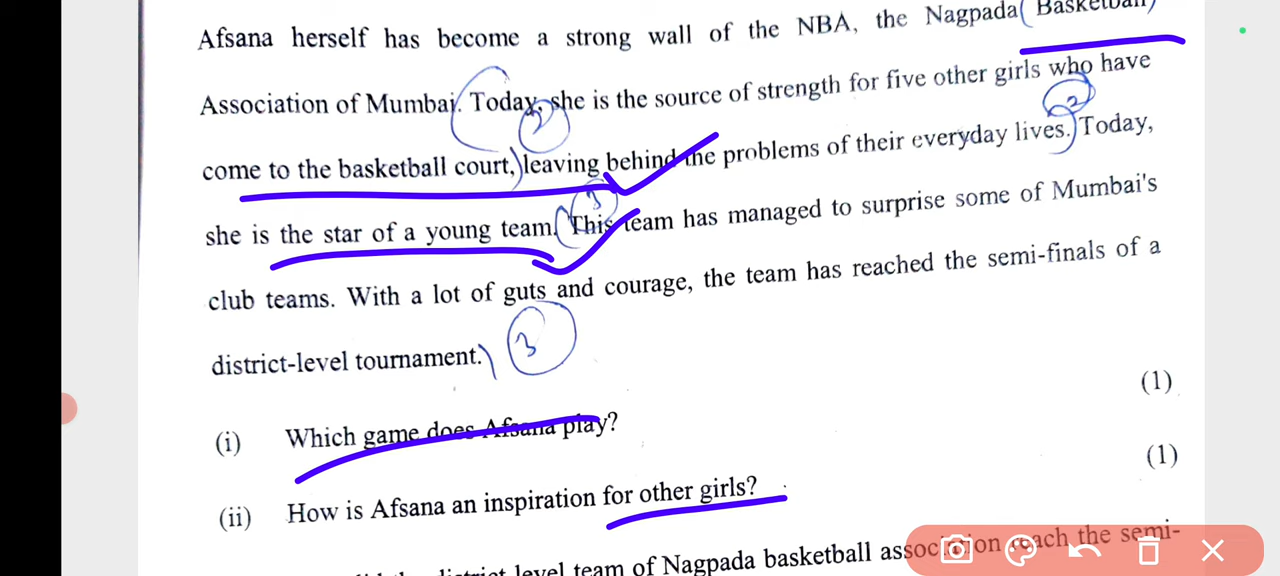 Afsana herself has become a strong wall of the NBA, the Nagpada( Basketball)
Association of Mumbai. Today, she is the source of strength for five other girls who have
2
2
come to the basketball court,) leaving behind the problems of their everyday lives.) Today,
3
she is the star of a young team. (This team has managed to surprise some of Mumbai's
club teams. With a lot of guts and courage, the team has reached the semi-finals of a
district-level tournament.) 3
(1)
(i) Which game does Afsana play?
(1)
(ii) How is Afsana an inspiration for other girls?
level team of Nagpada basketball association reach the semi-